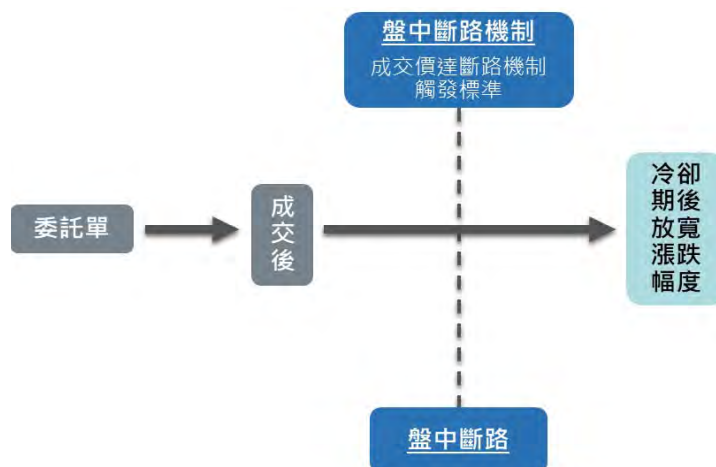 盤中斷路機制
成交價達斷路機制
觸發標準
委託單
成
交
後
冷卻
期後
放寬
漲跌
幅度
盤中斷路